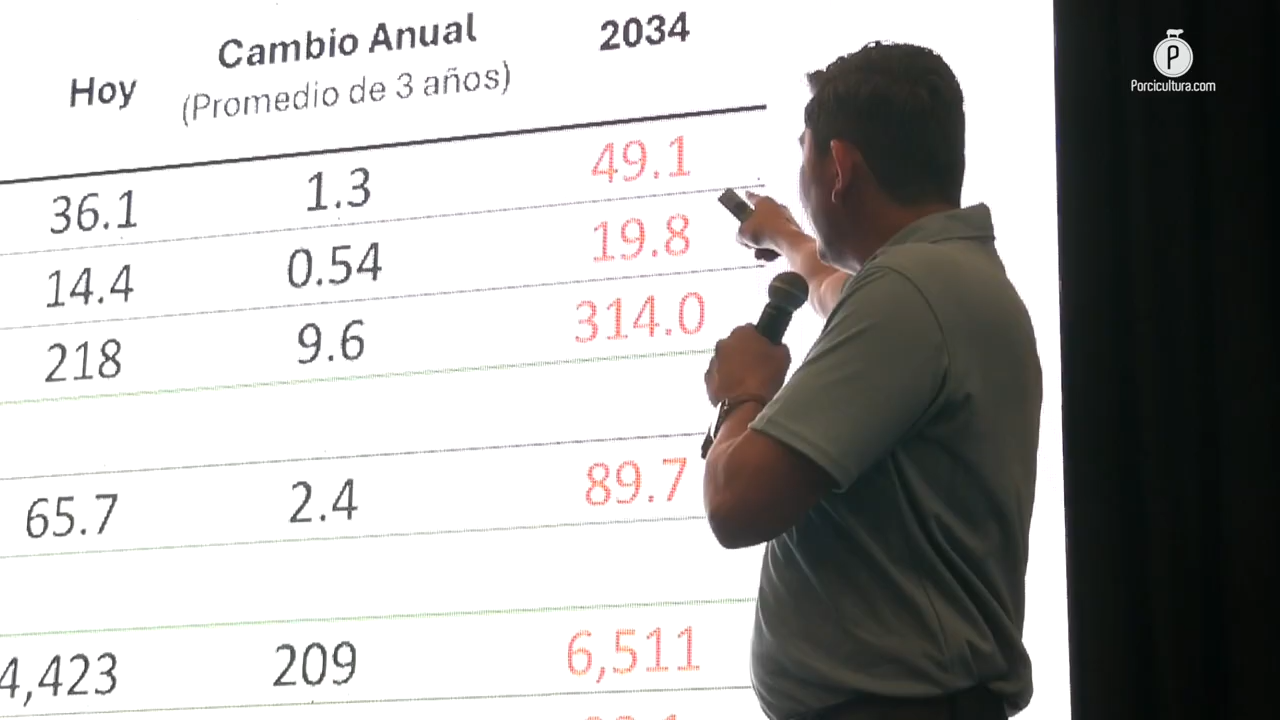 Hoy Cambio Anual 2034
(Promedio de 3 años)
36.1 1.3 49.1
14.4 0.54 19.8
218 9.6 314.0
65.7 2.4 89.7
4,423 209 6,511
P
Porcicultura.com